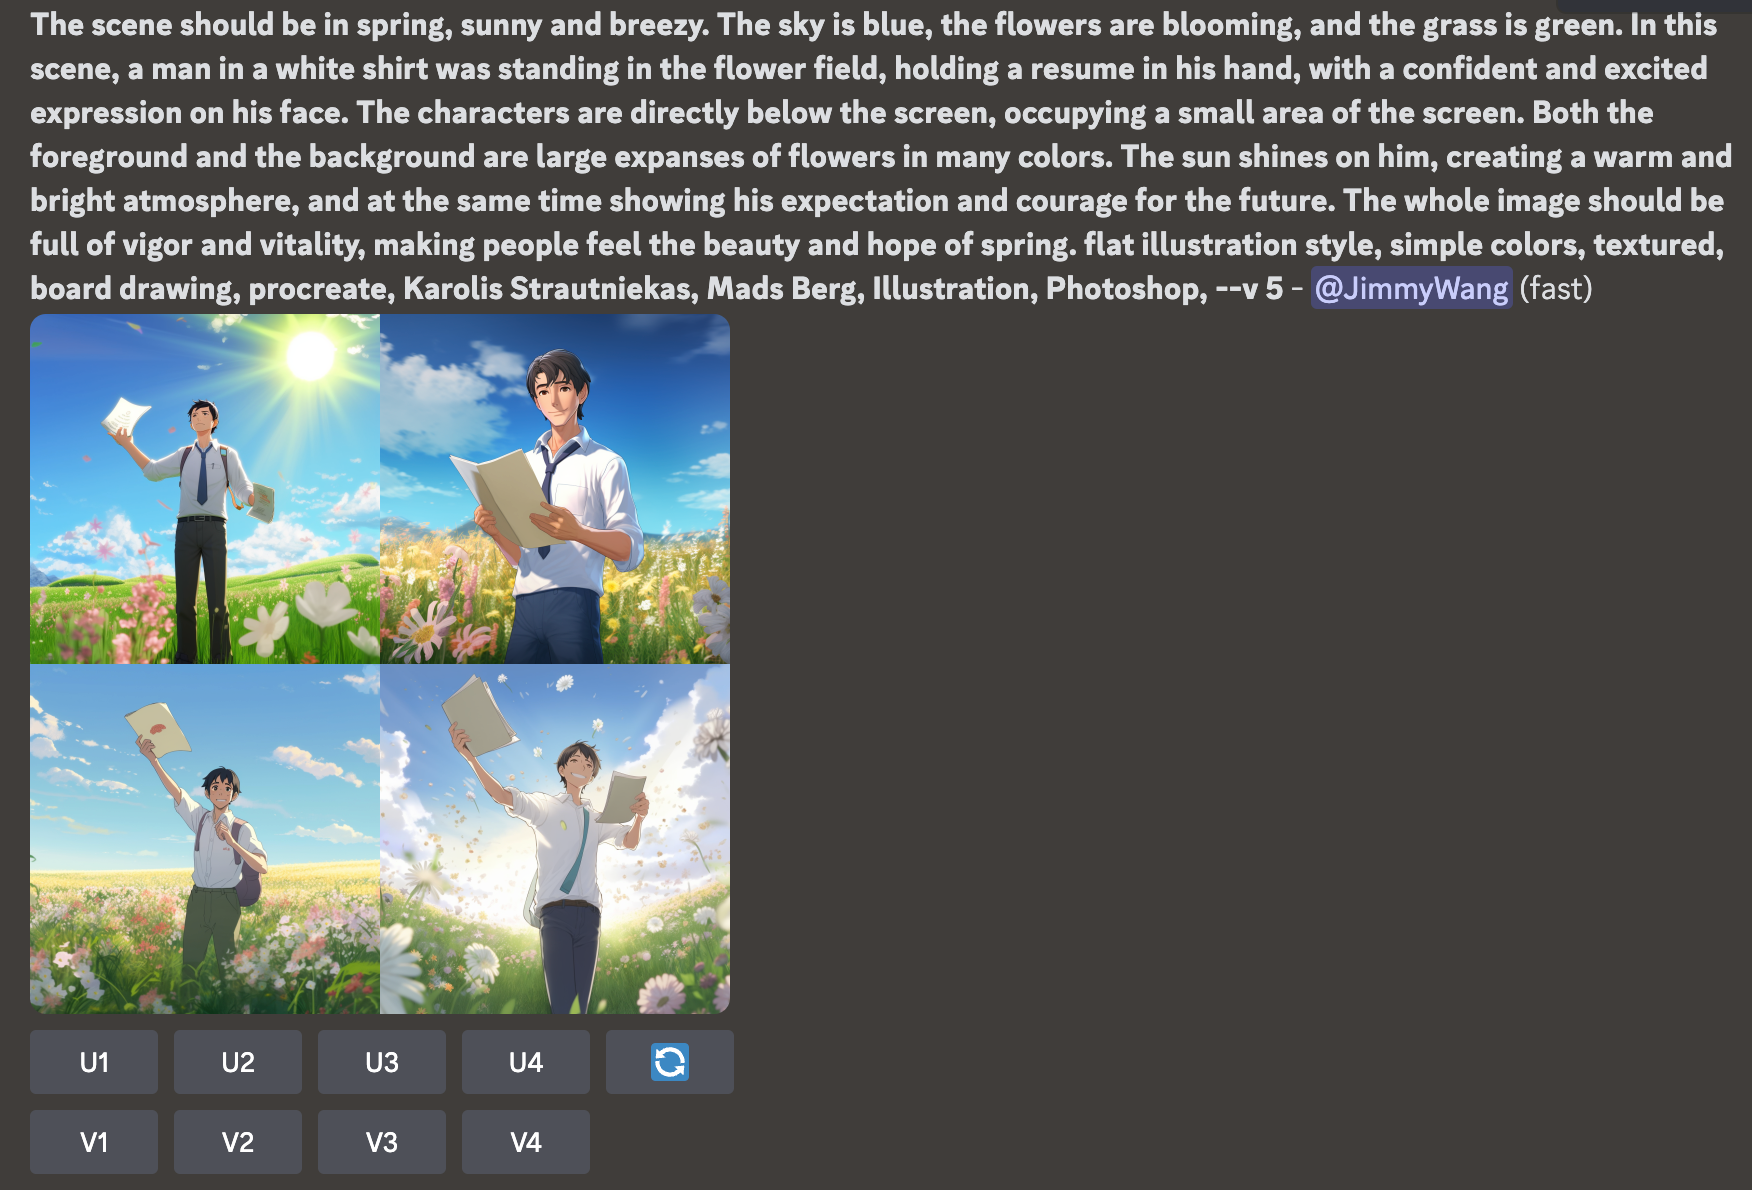 The scene should be in spring, sunny and breezy. The sky is blue, the flowers are blooming, and the grass is green. In this
scene, a man in a white shirt was standing in the flower field, holding a resume in his hand, with a confident and excited
expression on his face. The characters are directly below the screen, occupying a small area of the screen. Both the
foreground and the background are large expanses of flowers in many colors. The sun shines on him, creating a warm and
bright atmosphere, and at the same time showing his expectation and courage for the future. The whole image should be
full of vigor and vitality, making people feel the beauty and hope of spring. flat illustration style, simple colors, textured,
board drawing, procreate, Karolis Strautniekas, Mads Berg, Illustration, Photoshop, --v 5 - @JimmyWang (fast)
U1 U2 U3 U4
V1 V2 V3 V4